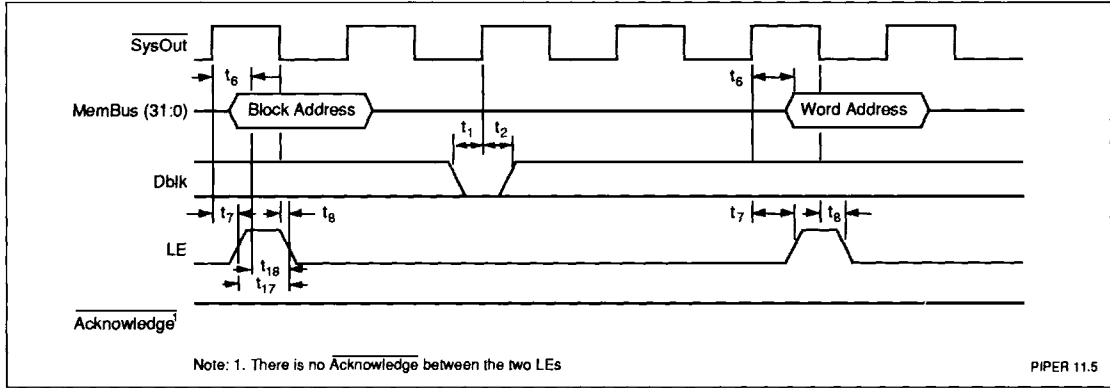 SysOut
t6
t6
MemBus (31:0)
Block Address
Word Address
t1
t2
Dblk
t7
t8
t7
t8
LE
t18
t17
Acknowledge1
Note: 1. There is no Acknowledge between the two LEs
PIPER 11.5